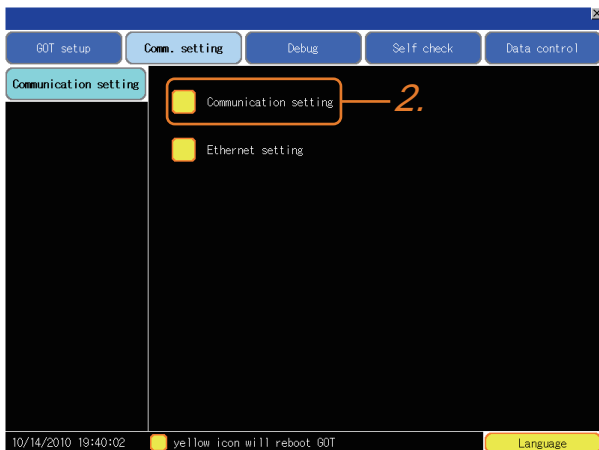 GOT setup
Comm. setting
Debug
Self check
Data control
Communication setting
Communication setting
2.
Ethernet setting
10/14/2010 19:40:02
yellow icon will reboot GOT
Language